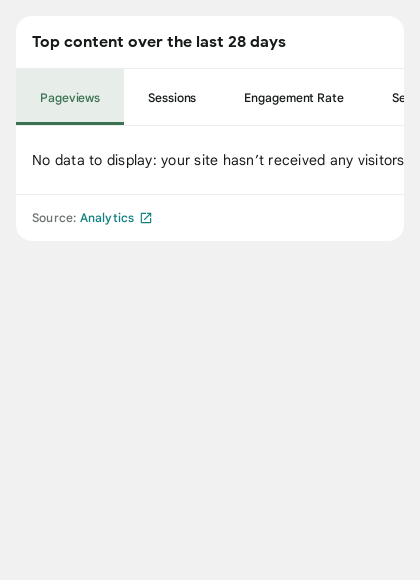 Top content over the last 28 days
Pageviews Sessions Engagement Rate Se
No data to display: your site hasn’t received any visitors
Source: Analytics